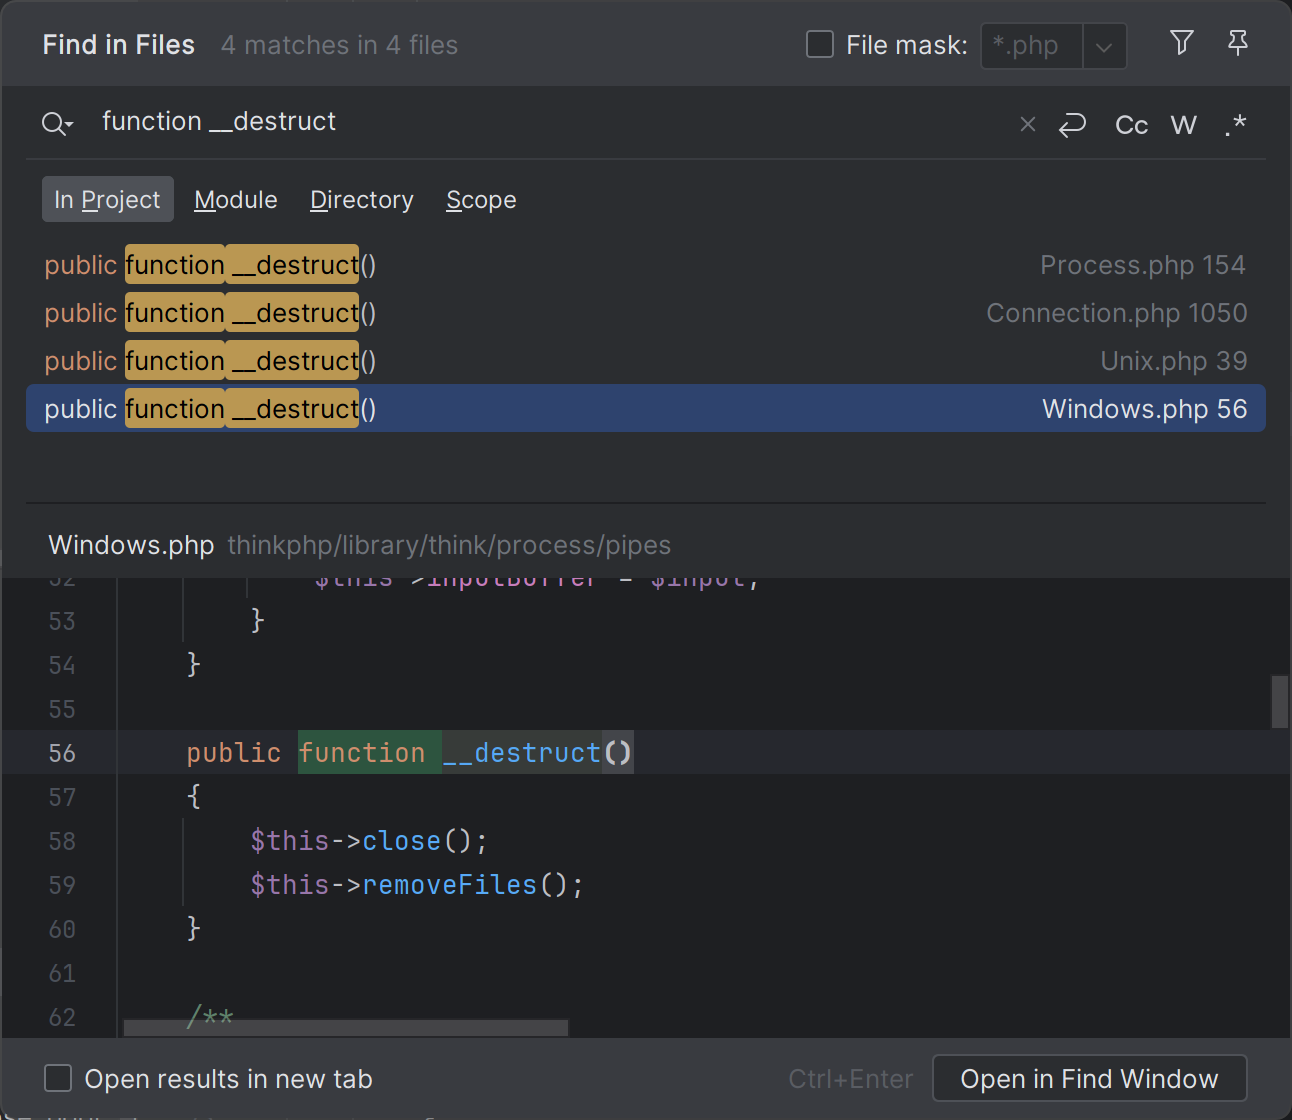 Find in Files 4 matches in 4 files File mask: *.php
function __destruct Cc W .*
In Project Module Directory Scope
public function __destruct() Process.php 154
public function __destruct() Connection.php 1050
public function __destruct() Unix.php 39
public function __destruct() Windows.php 56
Windows.php thinkphp/library/think/process/pipes
52 $this->inputBuffer = $input;
53 }
54 }
55
56 public function __destruct()
57 {
58 $this->close();
59 $this->removeFiles();
60 }
61
62 /**
Open results in new tab Ctrl+Enter Open in Find Window